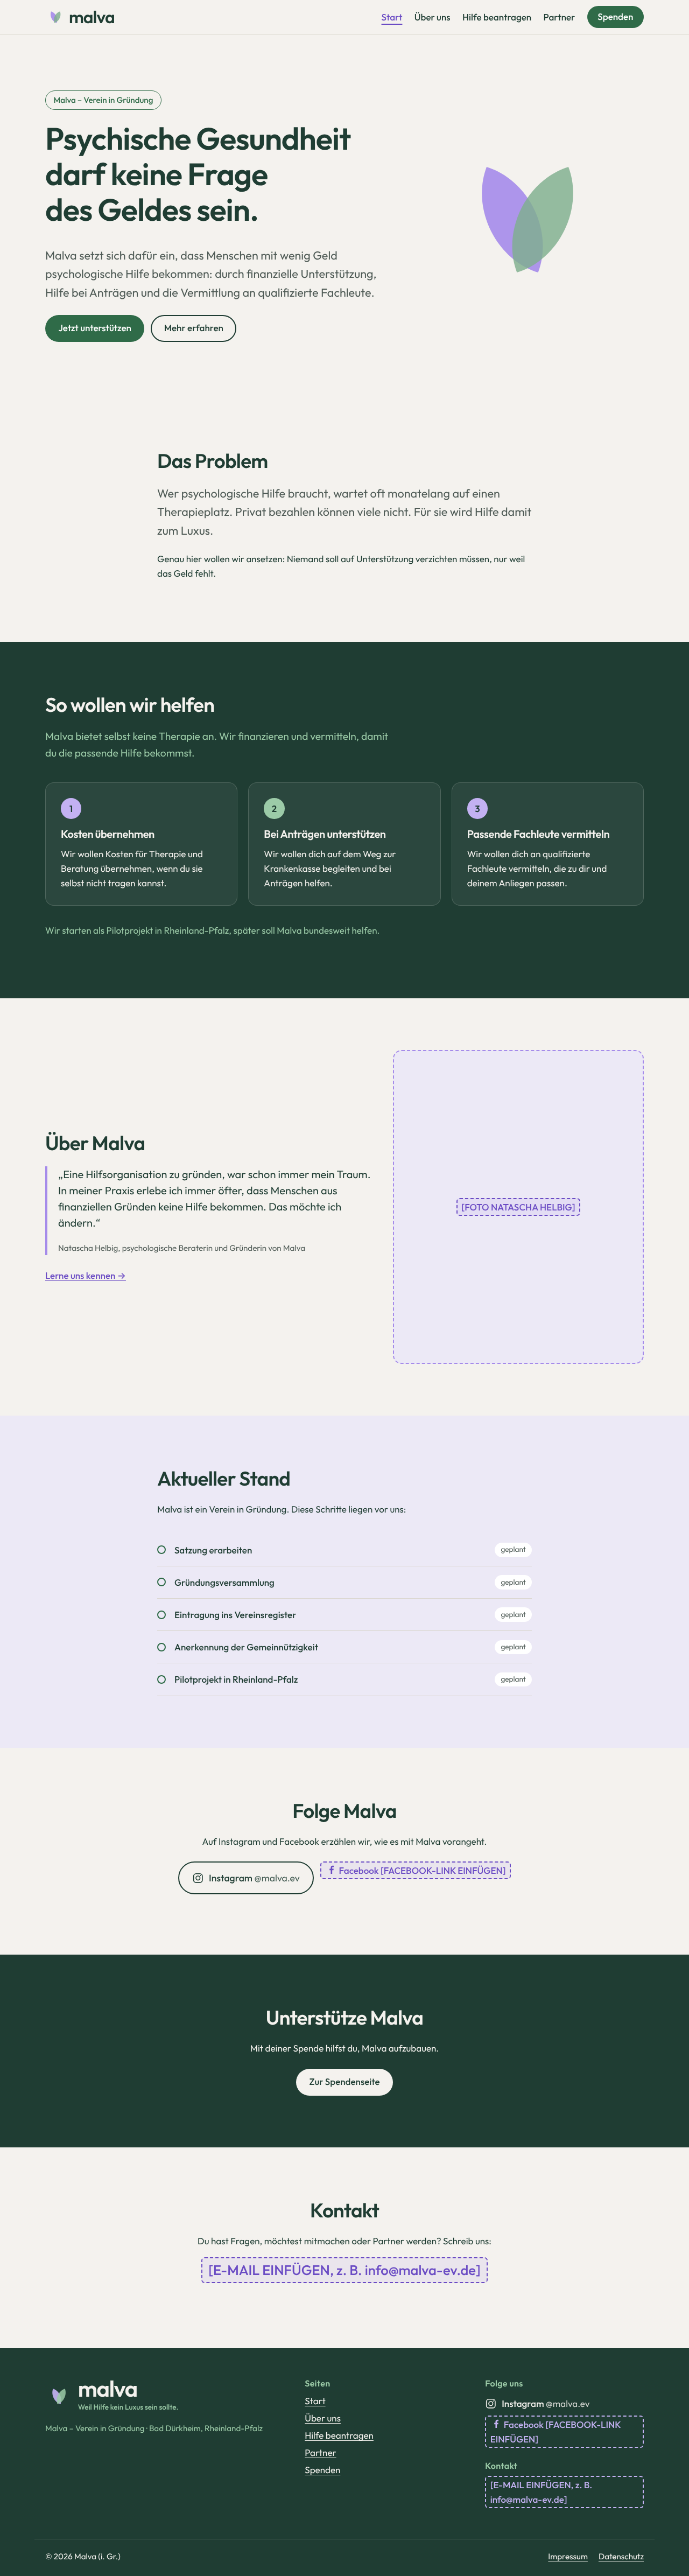 malva
Start Über uns Hilfe beantragen Partner Spenden
Malva – Verein in Gründung
Psychische Gesundheit
darf keine Frage
des Geldes sein.
Malva setzt sich dafür ein, dass Menschen mit wenig Geld
psychologische Hilfe bekommen: durch finanzielle Unterstützung,
Hilfe bei Anträgen und die Vermittlung an qualifizierte Fachleute.
Jetzt unterstützen Mehr erfahren
Das Problem
Wer psychologische Hilfe braucht, wartet oft monatelang auf einen
Therapieplatz. Privat bezahlen können viele nicht. Für sie wird Hilfe damit
zum Luxus.
Genau hier wollen wir ansetzen: Niemand soll auf Unterstützung verzichten müssen, nur weil
das Geld fehlt.
So wollen wir helfen
Malva bietet selbst keine Therapie an. Wir finanzieren und vermitteln, damit
du die passende Hilfe bekommst.
1
Kosten übernehmen
Wir wollen Kosten für Therapie und
Beratung übernehmen, wenn du sie
selbst nicht tragen kannst.
2
Bei Anträgen unterstützen
Wir wollen dich auf dem Weg zur
Krankenkasse begleiten und bei
Anträgen helfen.
3
Passende Fachleute vermitteln
Wir wollen dich an qualifizierte
Fachleute vermitteln, die zu dir und
deinem Anliegen passen.
Wir starten als Pilotprojekt in Rheinland-Pfalz, später soll Malva bundesweit helfen.
Über Malva
„Eine Hilfsorganisation zu gründen, war schon immer mein Traum.
In meiner Praxis erlebe ich immer öfter, dass Menschen aus
finanziellen Gründen keine Hilfe bekommen. Das möchte ich
ändern.“
Natascha Helbig, psychologische Beraterin und Gründerin von Malva
Lerne uns kennen →
[FOTO NATASCHA HELBIG]
Aktueller Stand
Malva ist ein Verein in Gründung. Diese Schritte liegen vor uns:
Satzung erarbeiten geplant
Gründungsversammlung geplant
Eintragung ins Vereinsregister geplant
Anerkennung der Gemeinnützigkeit geplant
Pilotprojekt in Rheinland-Pfalz geplant
Folge Malva
Auf Instagram und Facebook erzählen wir, wie es mit Malva vorangeht.
Instagram @malva.ev Facebook [FACEBOOK-LINK EINFÜGEN]
Unterstütze Malva
Mit deiner Spende hilfst du, Malva aufzubauen.
Zur Spendenseite
Kontakt
Du hast Fragen, möchtest mitmachen oder Partner werden? Schreib uns:
[E-MAIL EINFÜGEN, z. B. info@malva-ev.de]
malva
Weil Hilfe kein Luxus sein sollte.
Malva – Verein in Gründung · Bad Dürkheim, Rheinland-Pfalz
Seiten
Start
Über uns
Hilfe beantragen
Partner
Spenden
Folge uns
Instagram @malva.ev
Facebook [FACEBOOK-LINK
EINFÜGEN]
Kontakt
[E-MAIL EINFÜGEN, z. B.
info@malva-ev.de]
© 2026 Malva (i. Gr.)
Impressum Datenschutz